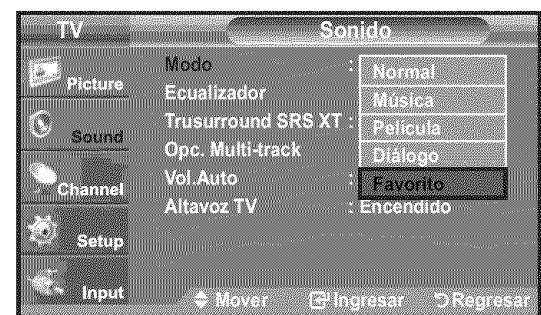 TV
Sonido
Picture
Sound
Channel
Setup
Input
Modo :
Ecualizador
Trusurround SRS XT :
Opc. Multi-track
Vol.Auto :
Altavoz TV : Encendido
Normal
Música
Película
Diálogo
Favorito
Mover Ingresar Regresar